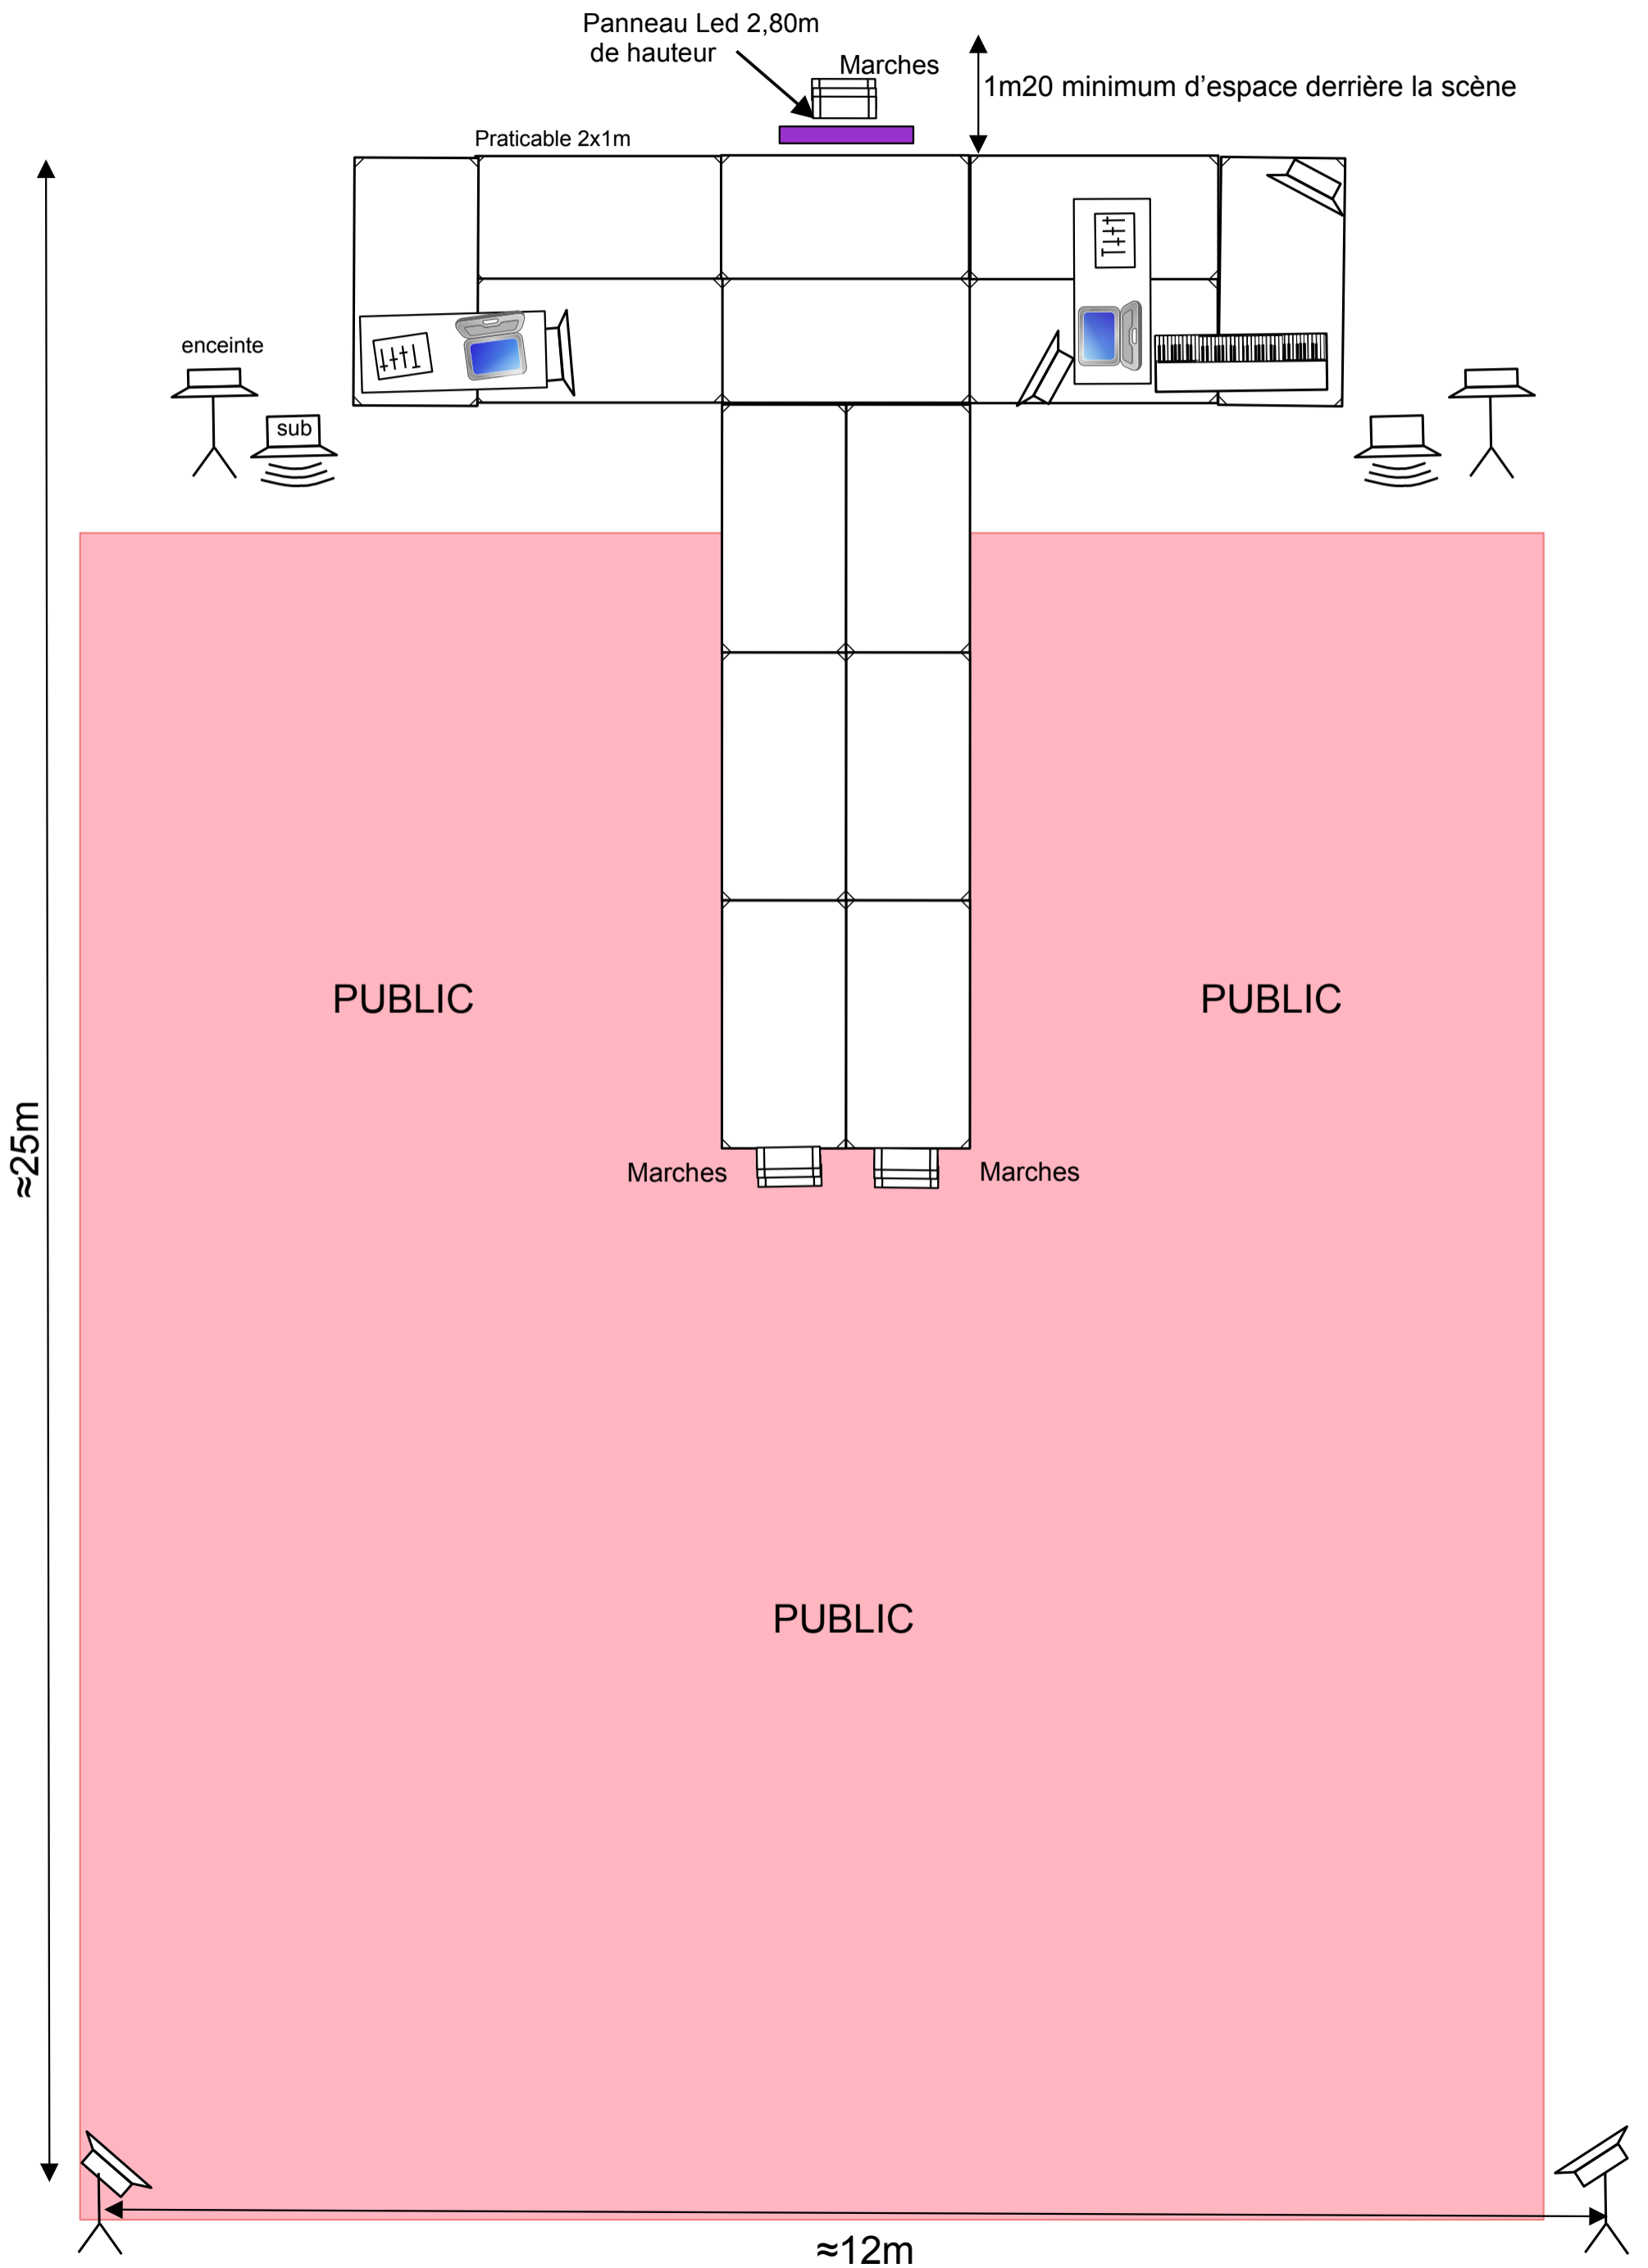 Panneau Led 2,80m
de hauteur
Marches
1m20 minimum d'espace derrière la scène
Praticable 2x1m
enceinte
sub
PUBLIC
PUBLIC
≈25m
Marches
Marches
PUBLIC
≈12m